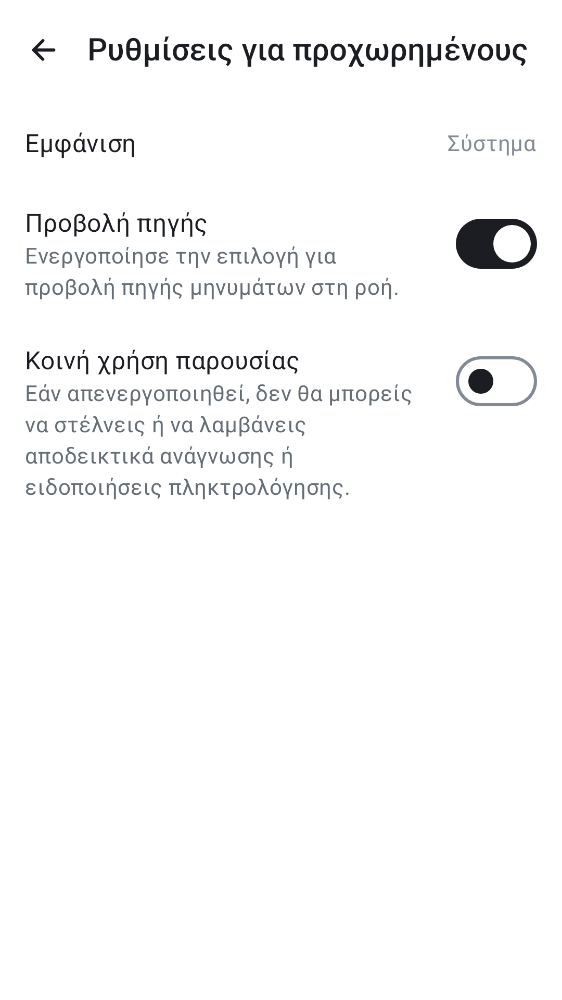 Ρυθμίσεις για προχωρημένους
Εμφάνιση Σύστημα
Προβολή πηγής
Ενεργοποίησε την επιλογή για
προβολή πηγής μηνυμάτων στη ροή.
Κοινή χρήση παρουσίας
Εάν απενεργοποιηθεί, δεν θα μπορείς
να στέλνεις ή να λαμβάνεις
αποδεικτικά ανάγνωσης ή
ειδοποιήσεις πληκτρολόγησης.